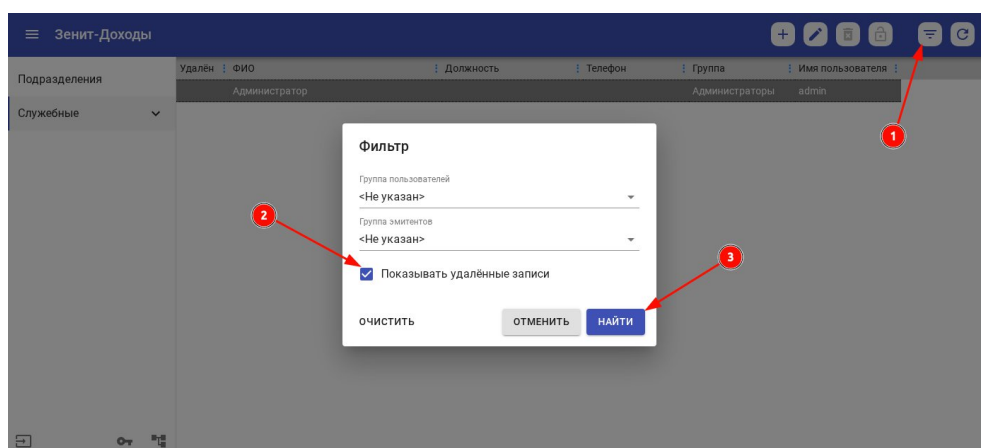 Зенит-Доходы
1
Подразделения
Служебные
Удалён ФИО Должность Телефон Группа Имя пользователя
Администратор Администраторы admin
Фильтр
Группа пользователей
<Не указан>
Группа эмитентов
<Не указан>
2
Показывать удалённые записи
3
ОЧИСТИТЬ ОТМЕНИТЬ НАЙТИ